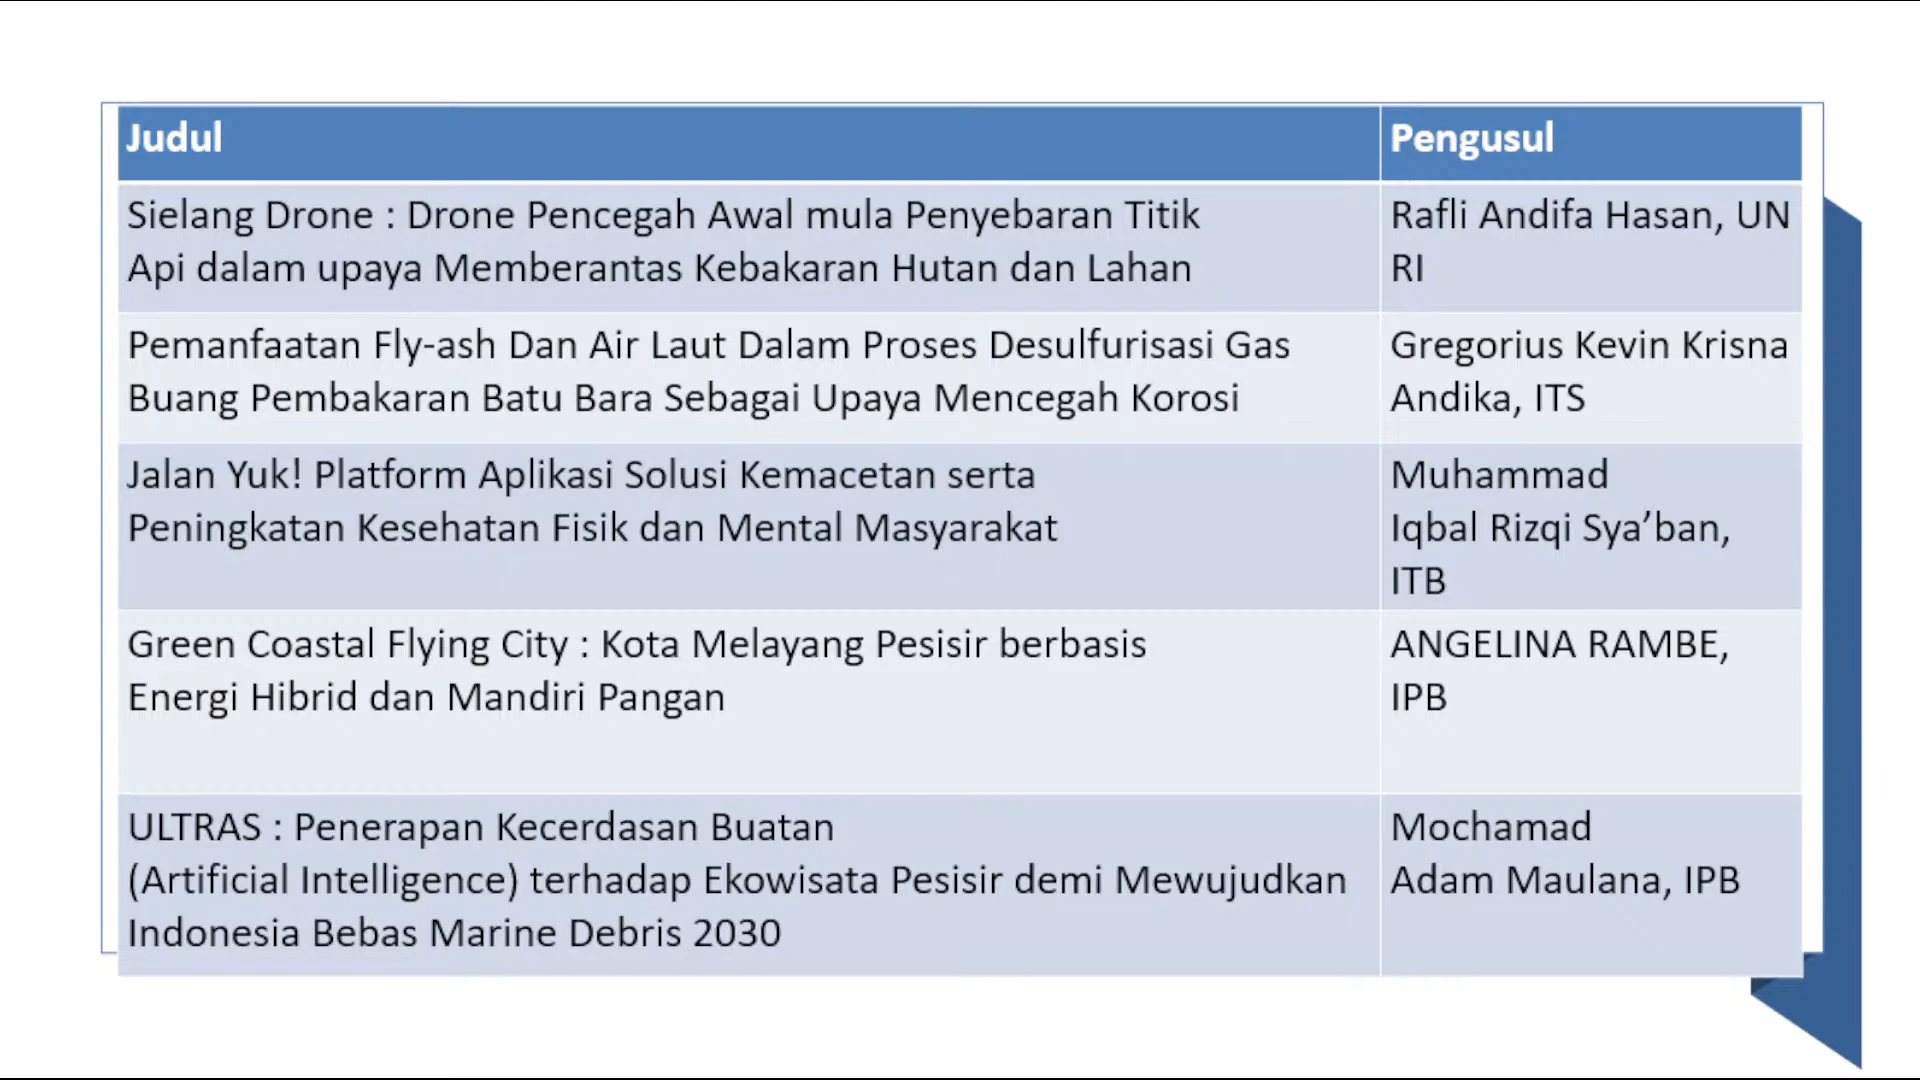 Judul
Pengusul
Sielang Drone : Drone Pencegah Awal mula Penyebaran Titik
Api dalam upaya Memberantas Kebakaran Hutan dan Lahan
Rafli Andifa Hasan, UN
RI
Pemanfaatan Fly-ash Dan Air Laut Dalam Proses Desulfurisasi Gas
Buang Pembakaran Batu Bara Sebagai Upaya Mencegah Korosi
Gregorius Kevin Krisna
Andika, ITS
Jalan Yuk! Platform Aplikasi Solusi Kemacetan serta
Peningkatan Kesehatan Fisik dan Mental Masyarakat
Muhammad
Iqbal Rizqi Sya’ban,
ITB
Green Coastal Flying City : Kota Melayang Pesisir berbasis
Energi Hibrid dan Mandiri Pangan
ANGELINA RAMBE,
IPB
ULTRAS : Penerapan Kecerdasan Buatan
(Artificial Intelligence) terhadap Ekowisata Pesisir demi Mewujudkan
Indonesia Bebas Marine Debris 2030
Mochamad
Adam Maulana, IPB